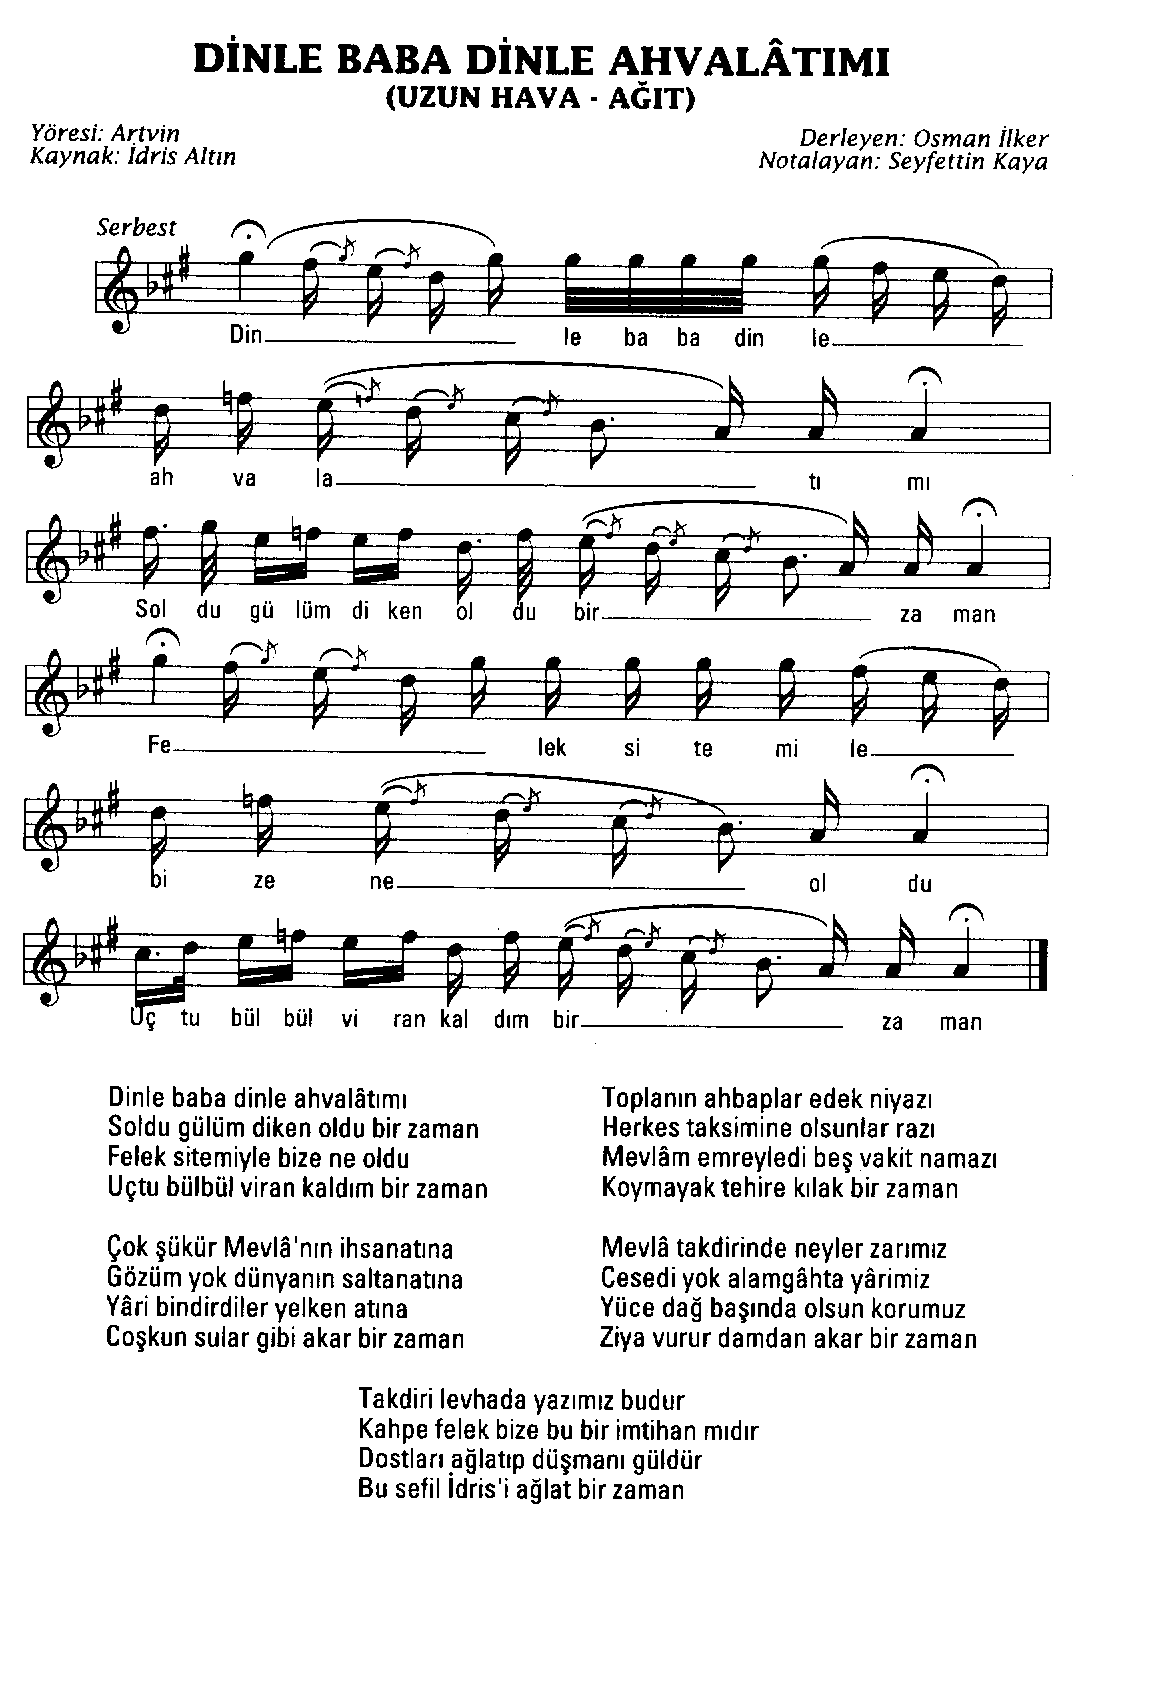 DİNLE BABA DİNLE AHVALÂTIMI
(UZUN HAVA - AĞIT)
Yöresi: Artvin
Kaynak: İdris Altın
Derleyen: Osman İlker
Notalayan: Seyfettin Kaya
Serbest
Din le ba ba din le
ah va la tı mı
Sol du gü lüm di ken ol du bir za man
Fe lek si te mi le
bi ze ne ol du
Uç tu bül bül vi ran kal dım bir za man
Dinle baba dinle ahvalâtımı
Soldu gülüm diken oldu bir zaman
Felek sitemiyle bize ne oldu
Uçtu bülbül viran kaldım bir zaman
Çok şükür Mevlâ'nın ihsanatına
Gözüm yok dünyanın saltanatına
Yâri bindirdiler yelken atına
Coşkun sular gibi akar bir zaman
Toplanın ahbaplar edek niyazı
Herkes taksimine olsunlar razı
Mevlâm emreyledi beş vakit namazı
Koymayak tehire kılak bir zaman
Mevlâ takdirinde neyler zarımız
Cesedi yok alamgâhta yârimiz
Yüce dağ başında olsun korumuz
Ziya vurur damdan akar bir zaman
Takdiri levhada yazımız budur
Kahpe felek bize bu bir imtihan mıdır
Dostları ağlatıp düşmanı güldür
Bu sefil İdris'i ağlat bir zaman